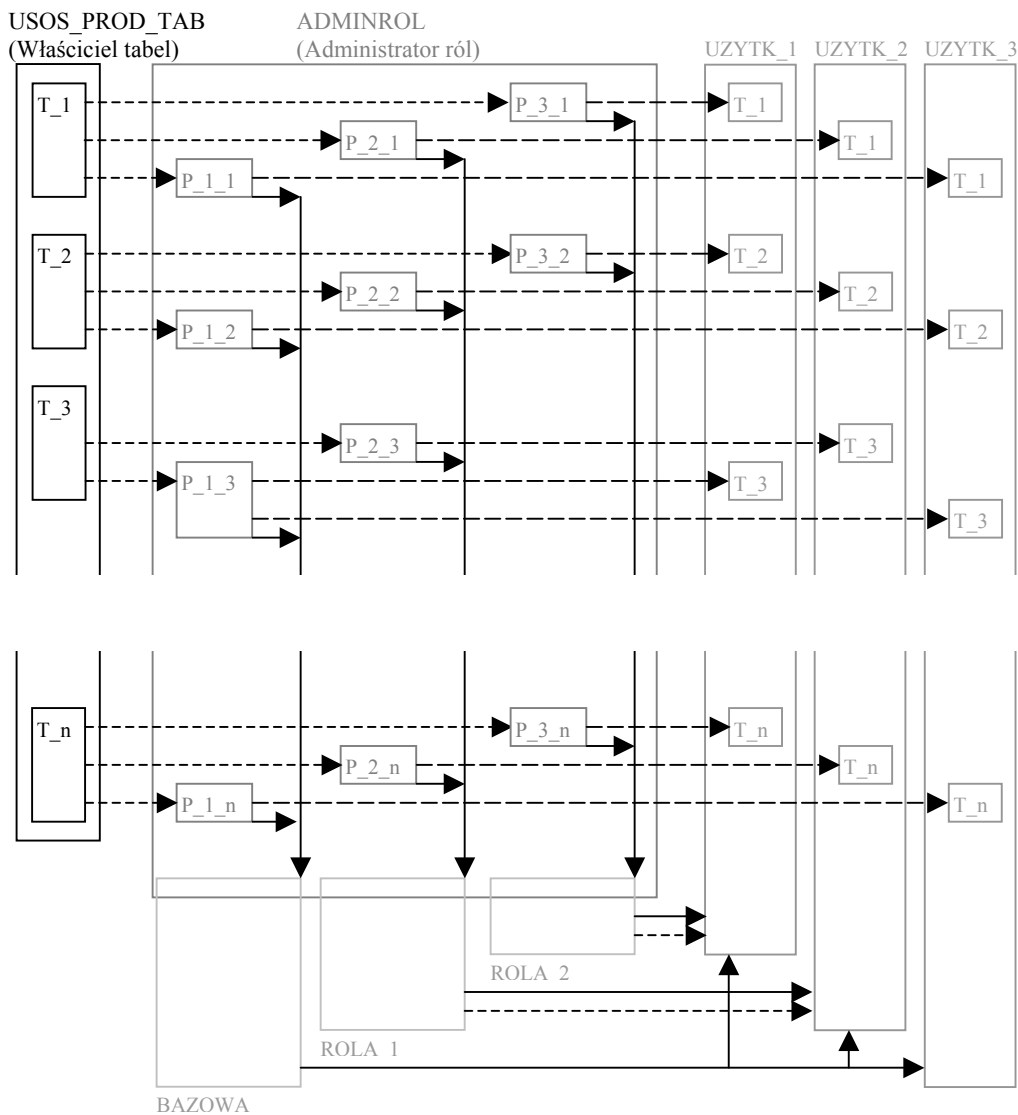 USOS_PROD_TAB
(Właściciel tabel)
ADMINROL
(Administrator ról)
UZYTK_1
UZYTK_2
UZYTK_3
T_1
P_3_1
T_1
P_2_1
T_1
P_1_1
T_1
T_2
P_3_2
T_2
P_2_2
T_2
P_1_2
T_2
T_3
P_2_3
T_3
P_1_3
T_3
T_3
T_n
P_3_n
T_n
P_2_n
T_n
P_1_n
T_n
ROLA_2
ROLA_1
BAZOWA